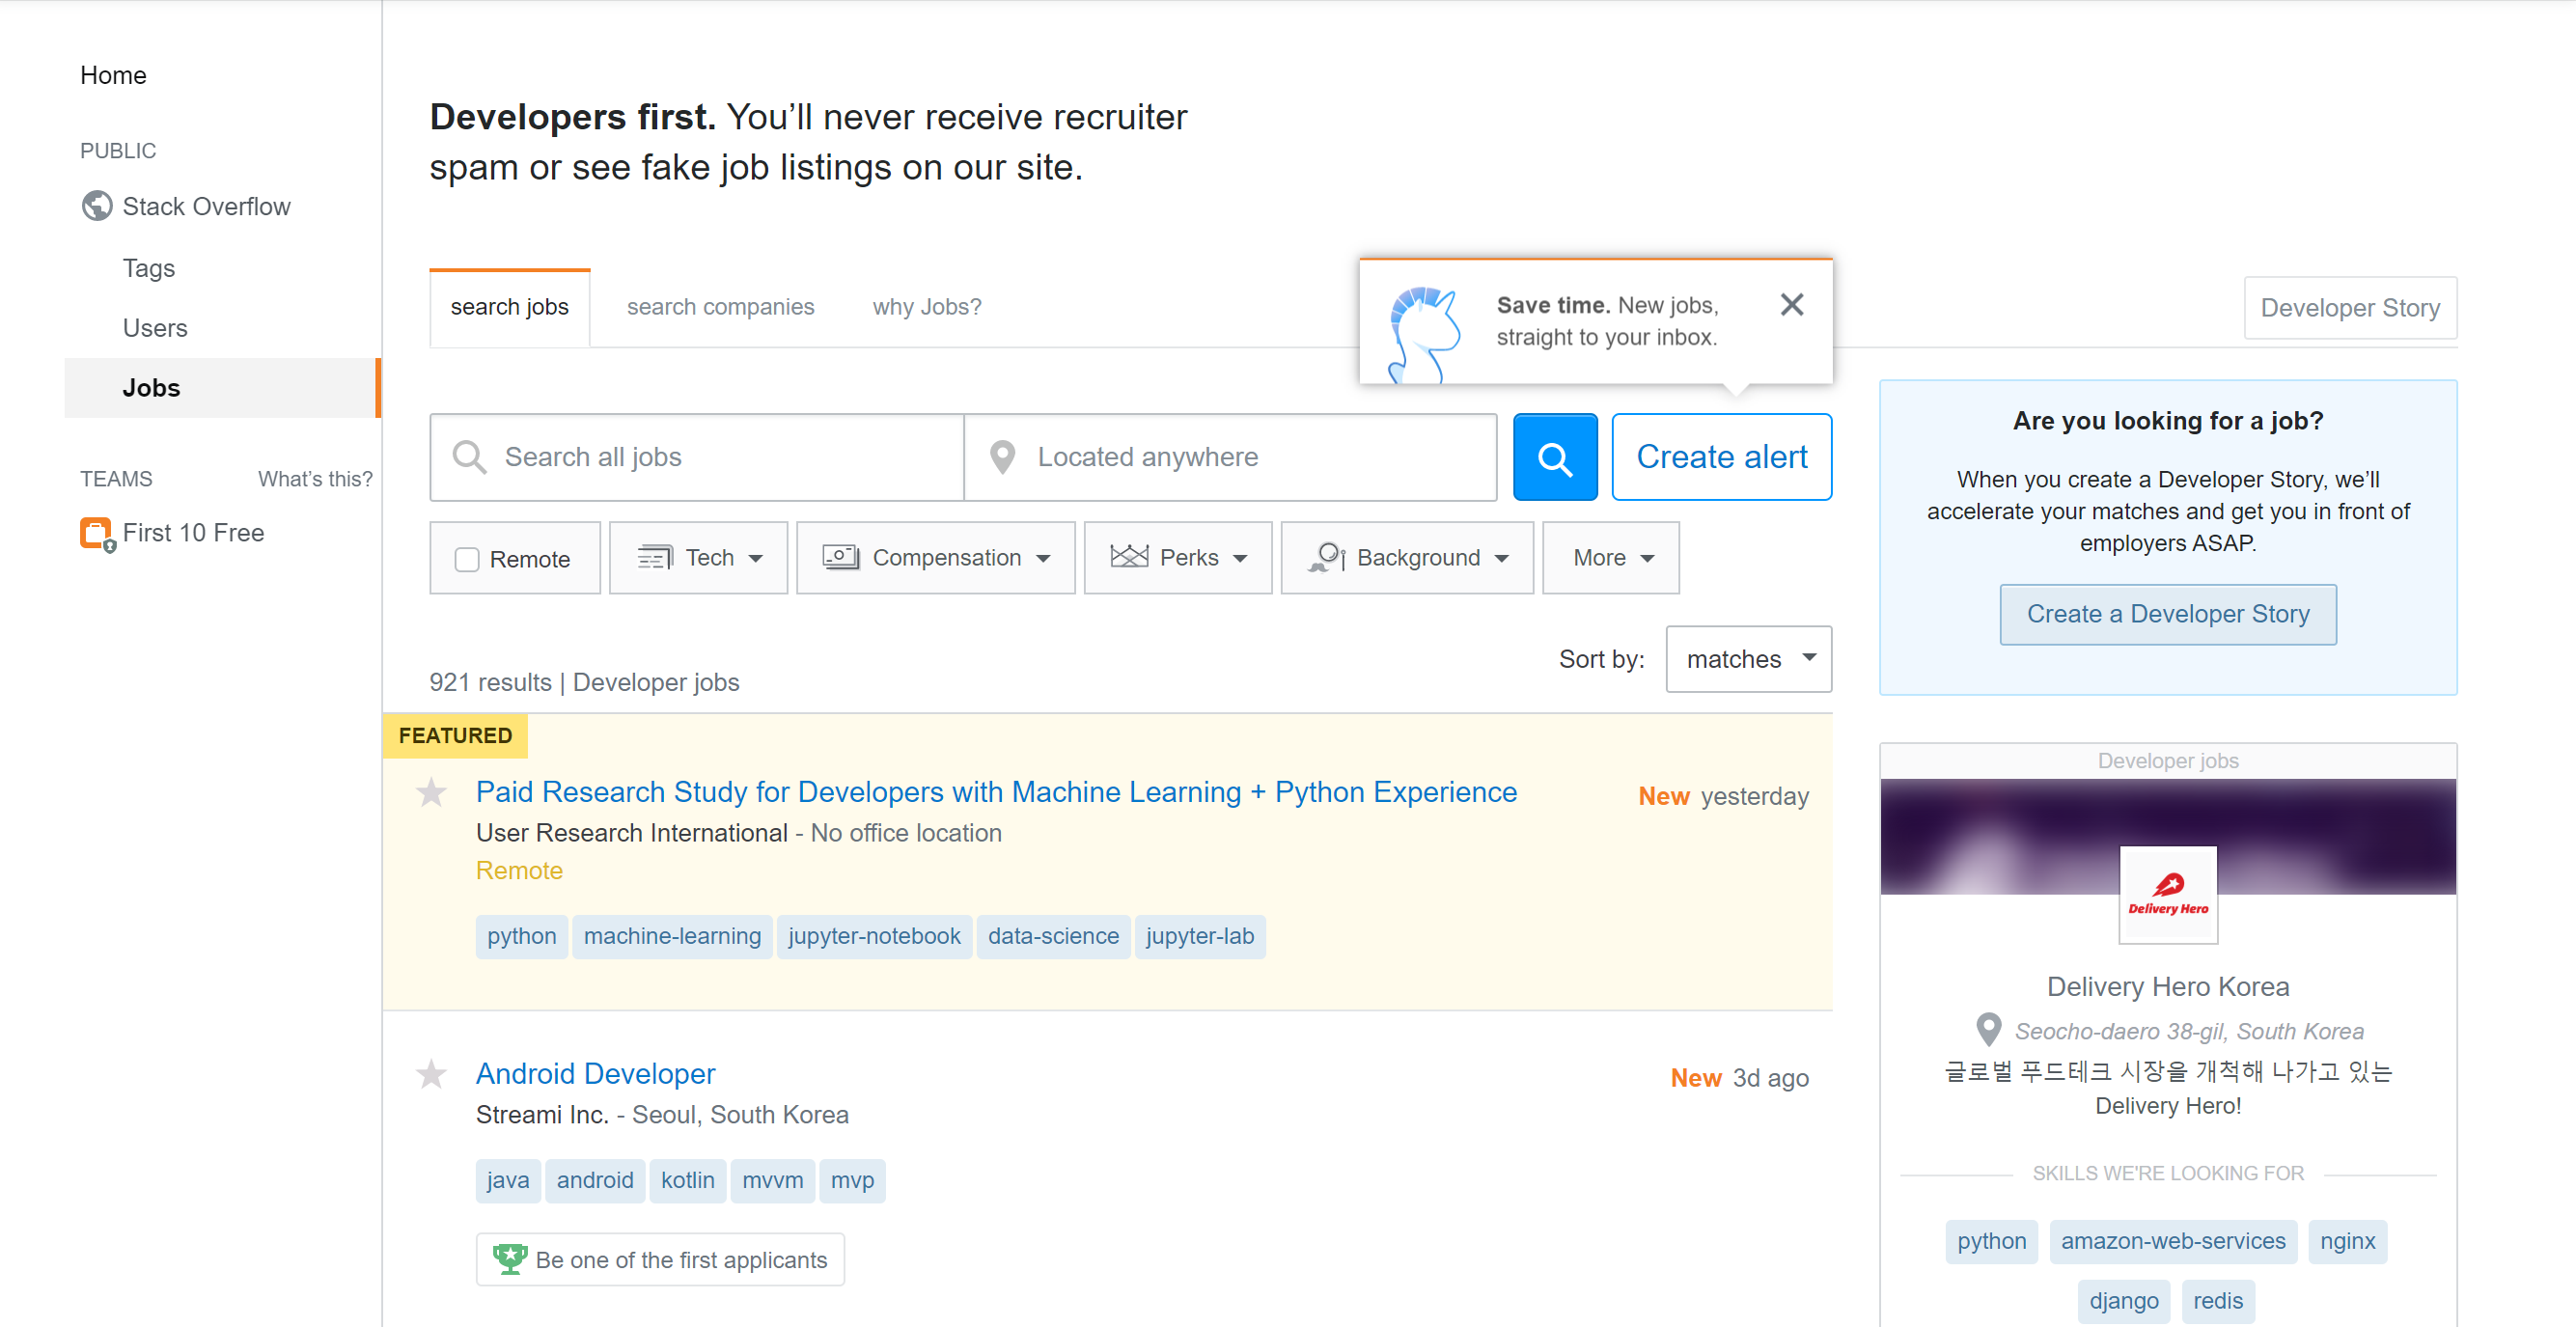 Home
PUBLIC
Stack Overflow
Tags
Users
Jobs
TEAMS What's this?
First 10 Free
Developers first. You'll never receive recruiter
spam or see fake job listings on our site.
search jobs search companies why Jobs?
Save time. New jobs,
straight to your inbox.
Developer Story
Search all jobs Located anywhere Create alert
Remote Tech Compensation Perks Background More
Sort by: matches
921 results | Developer jobs
FEATURED
Paid Research Study for Developers with Machine Learning + Python Experience New yesterday
User Research International - No office location
Remote
python machine-learning jupyter-notebook data-science jupyter-lab
Android Developer New 3d ago
Streami Inc. - Seoul, South Korea
java android kotlin mvvm mvp
Be one of the first applicants
Are you looking for a job?
When you create a Developer Story, we'll
accelerate your matches and get you in front of
employers ASAP.
Create a Developer Story
Developer jobs
Delivery Hero
Delivery Hero Korea
Seocho-daero 38-gil, South Korea
글로벌 푸드테크 시장을 개척해 나가고 있는
Delivery Hero!
SKILLS WE'RE LOOKING FOR
python amazon-web-services nginx
django redis